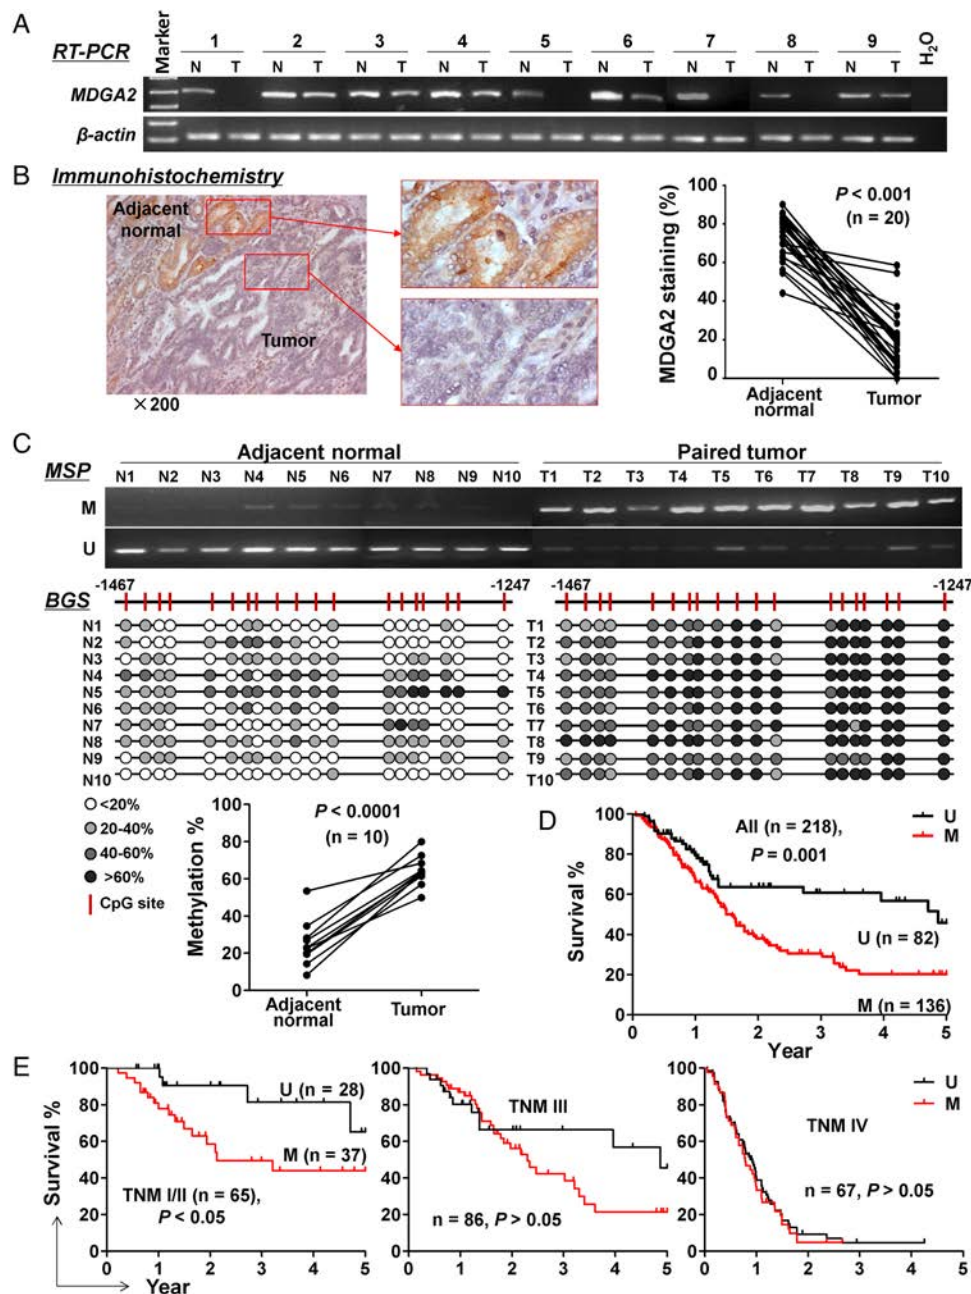 A
RT-PCR
Marker
1 2 3 4 5 6 7 8 9
H2O
N T N T N T N T N T N T N T N T N T
MDGA2
β-actin
B
Immunohistochemistry
Adjacent
normal
Tumor
×200
MDGA2 staining (%)
100
80
60
40
20
0
P < 0.001
(n = 20)
Adjacent
normal
Tumor
C
Adjacent normal
Paired tumor
MSP
N1 N2 N3 N4 N5 N6 N7 N8 N9 N10
T1 T2 T3 T4 T5 T6 T7 T8 T9 T10
M
U
-1467 -1247
-1467 -1247
BGS
N1
N2
N3
N4
N5
N6
N7
N8
N9
N10
T1
T2
T3
T4
T5
T6
T7
T8
T9
T10
<20%
20-40%
40-60%
>60%
CpG site
Methylation %
100
80
60
40
20
0
P < 0.0001
(n = 10)
Adjacent
normal
Tumor
D
Survival %
100
80
60
40
20
0
All (n = 218),
P = 0.001
U
M
U (n = 82)
M (n = 136)
0 1 2 3 4 5
Year
E
Survival %
100
80
60
40
20
0
U (n = 28)
M (n = 37)
TNM I/II (n = 65),
P < 0.05
0 1 2 3 4 5
Year
100
80
60
40
20
0
TNM III
n = 86, P > 0.05
0 1 2 3 4 5
100
80
60
40
20
0
U
M
TNM IV
n = 67, P > 0.05
0 1 2 3 4 5